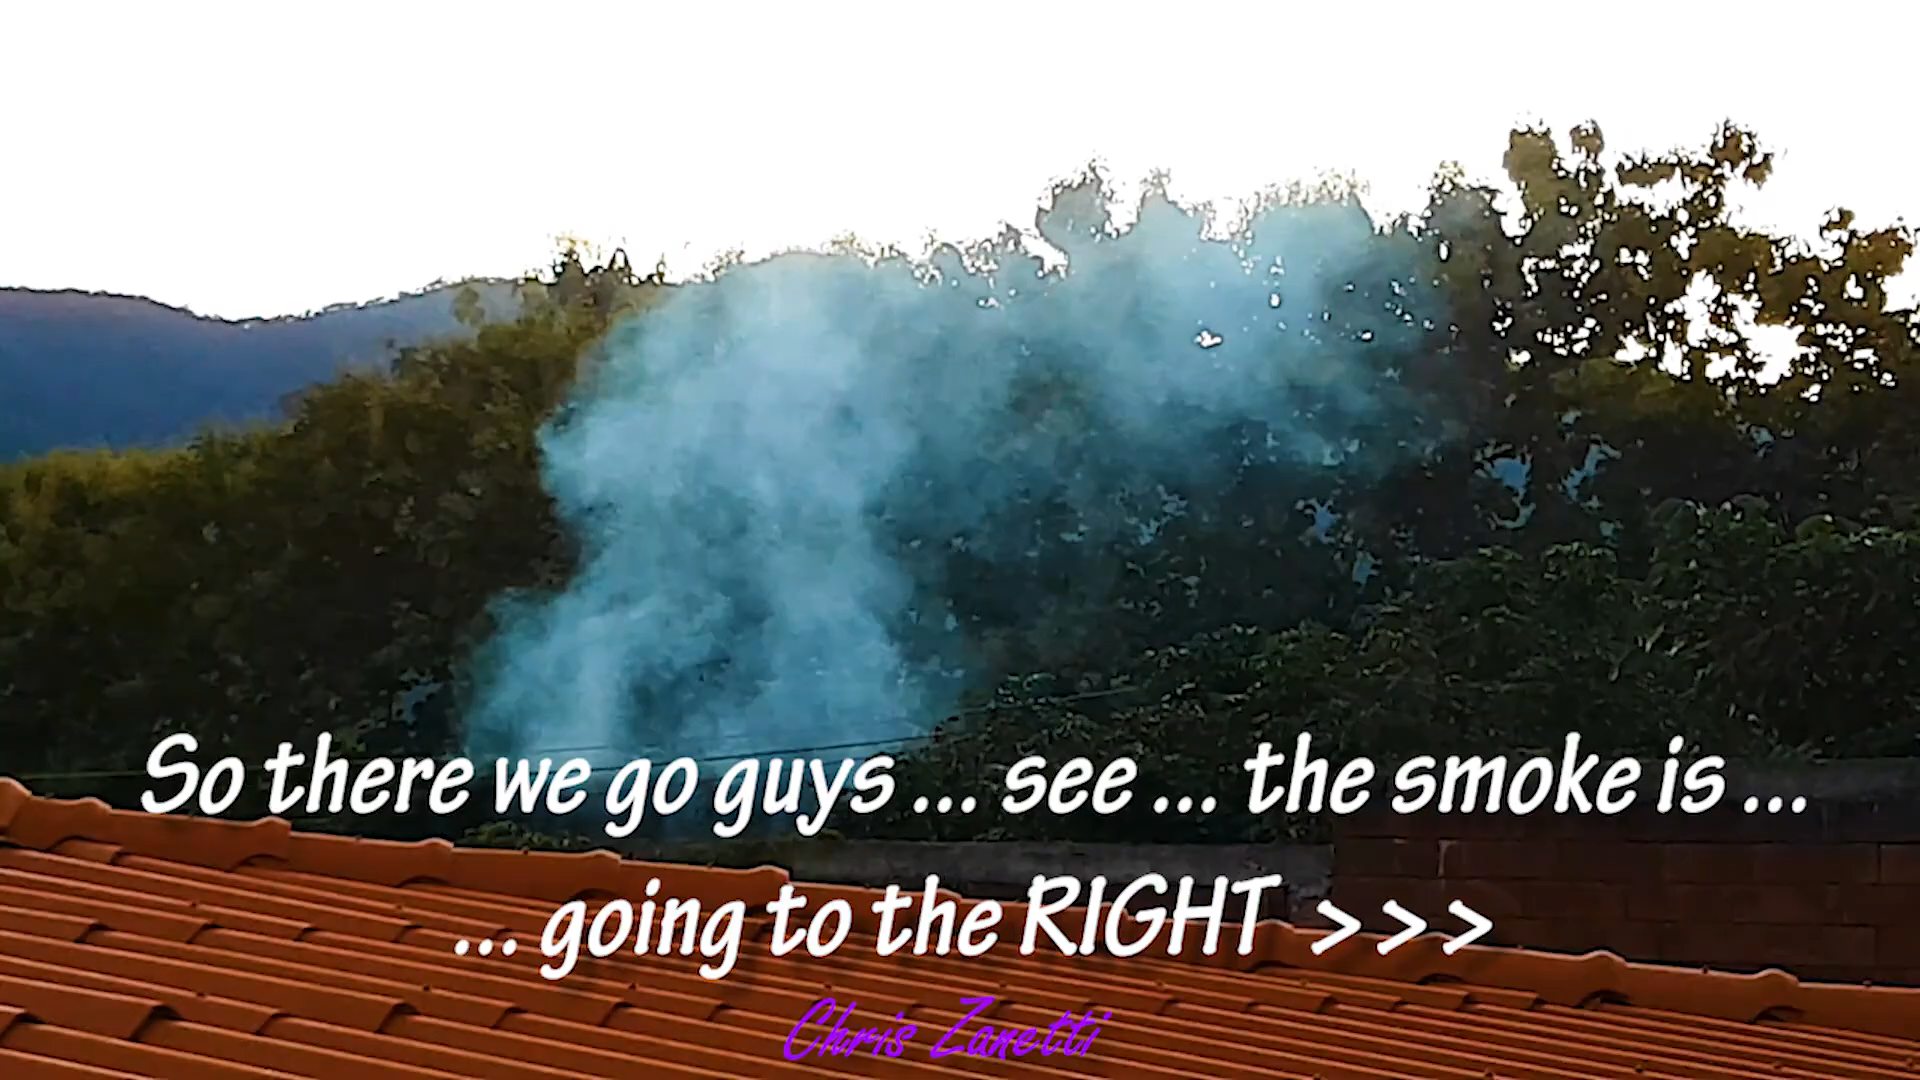 So there we go guys ... see ... the smoke is ...
... going to the RIGHT >>>
Chris Zanetti